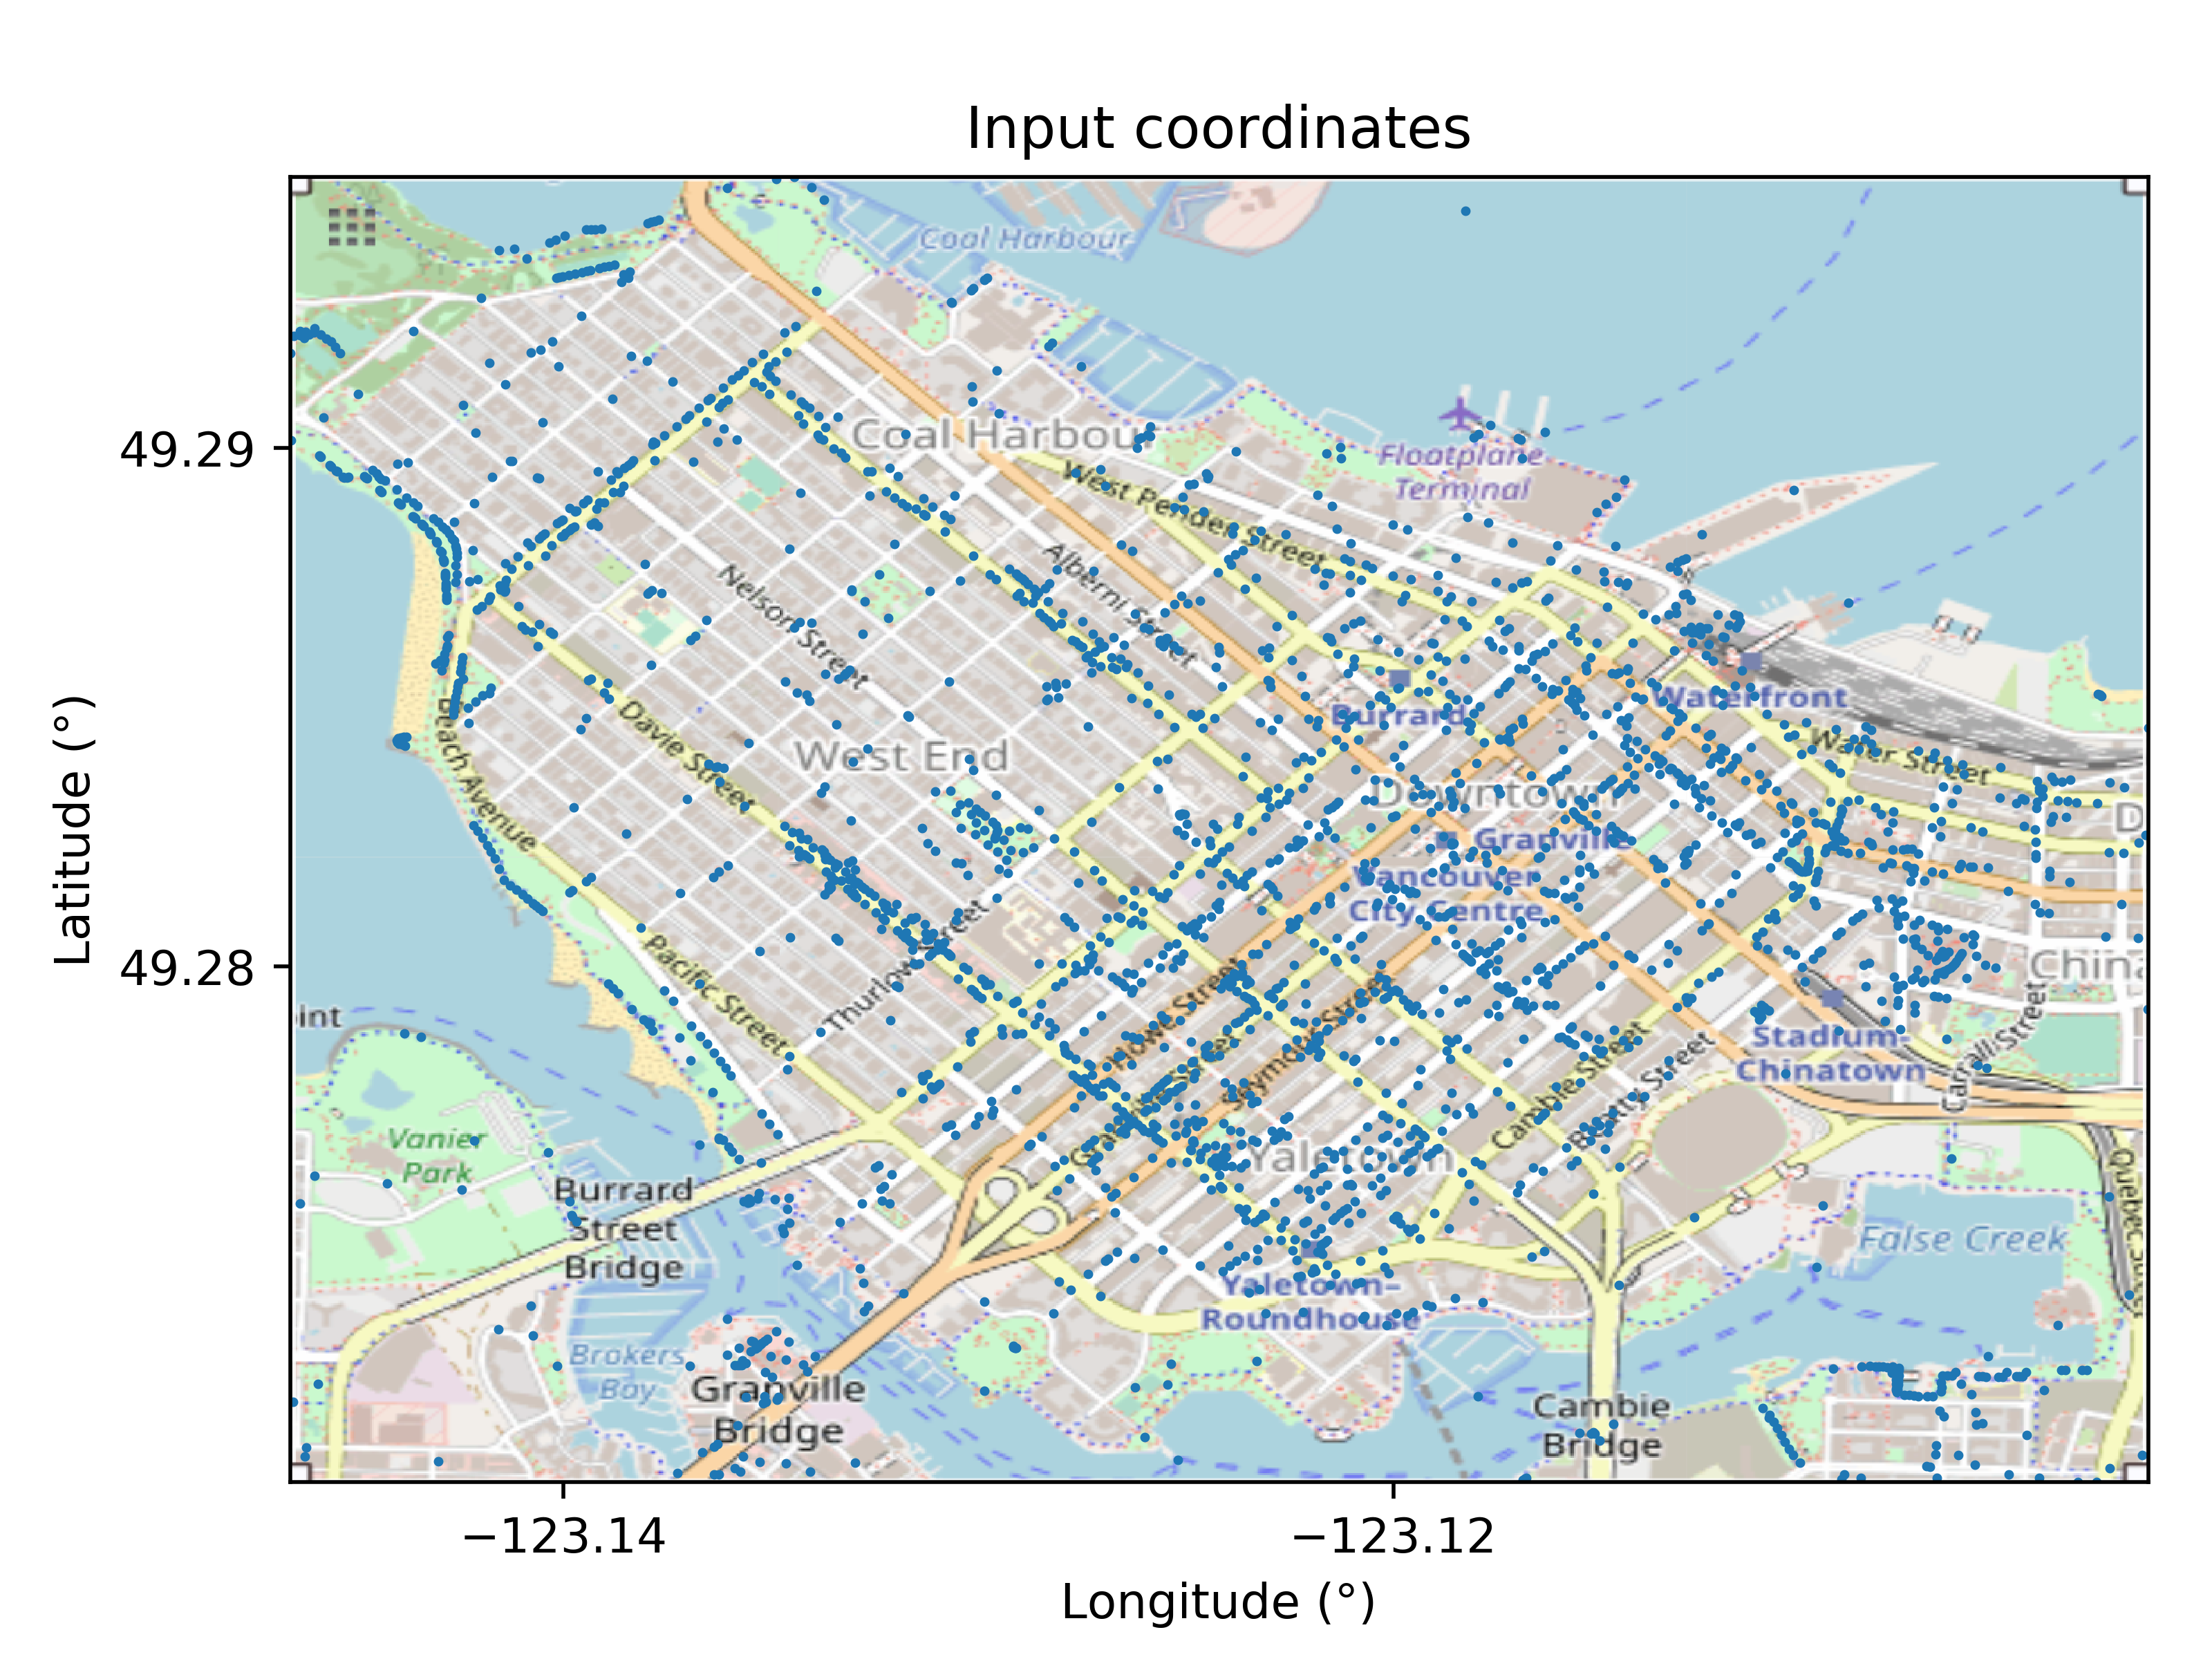 Input coordinates
Coal Harbour
49.29
Coal Harbou
Floatplane
Terminal
West Pender Street
Alberni Street
Nelson Street
Burrard
Waterfront
Water Street
Beach Avenue
Davie Street
West End
Downtown
Granville
D
Vancouver
City Centre
Latitude (°)
49.28
Pacific Street
Thurlow Street
Howe Street
Seymour Street
Granville Street
China
int
Stadium-
Chinatown
Cambie Street
Beatty Street
Carrall Street
Vanier
Park
Yaletown
Burrard
Street
Bridge
False Creek
Yaletown-
Roundhouse
Brokers
Bay
Granville
Bridge
Cambie
Bridge
−123.14
−123.12
Longitude (°)